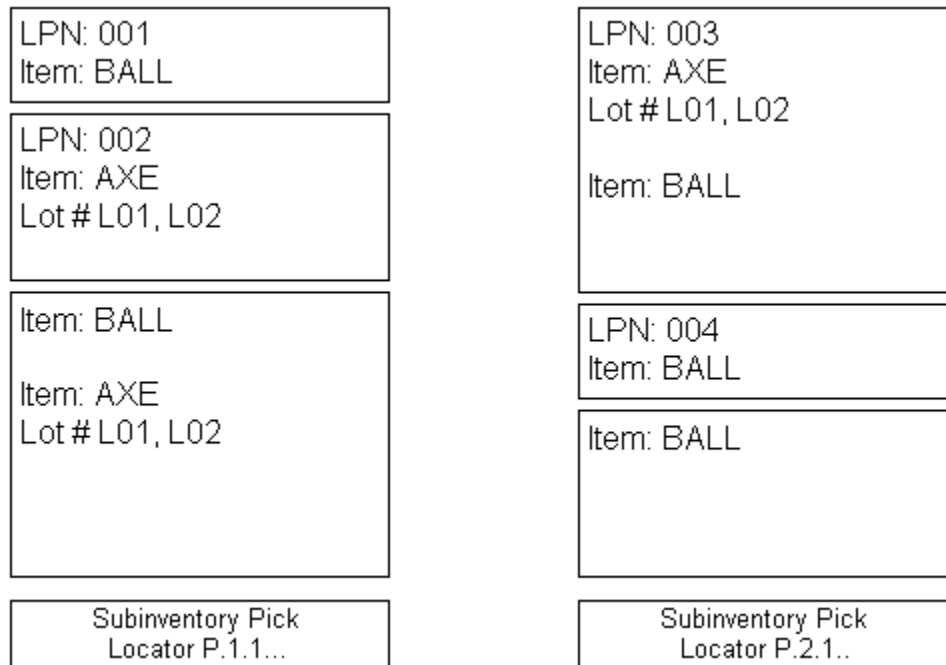 LPN: 001
Item: BALL
LPN: 002
Item: AXE
Lot # L01, L02
Item: BALL
Item: AXE
Lot # L01, L02
Subinventory Pick
Locator P.1.1...
LPN: 003
Item: AXE
Lot # L01, L02
Item: BALL
LPN: 004
Item: BALL
Item: BALL
Subinventory Pick
Locator P.2.1..